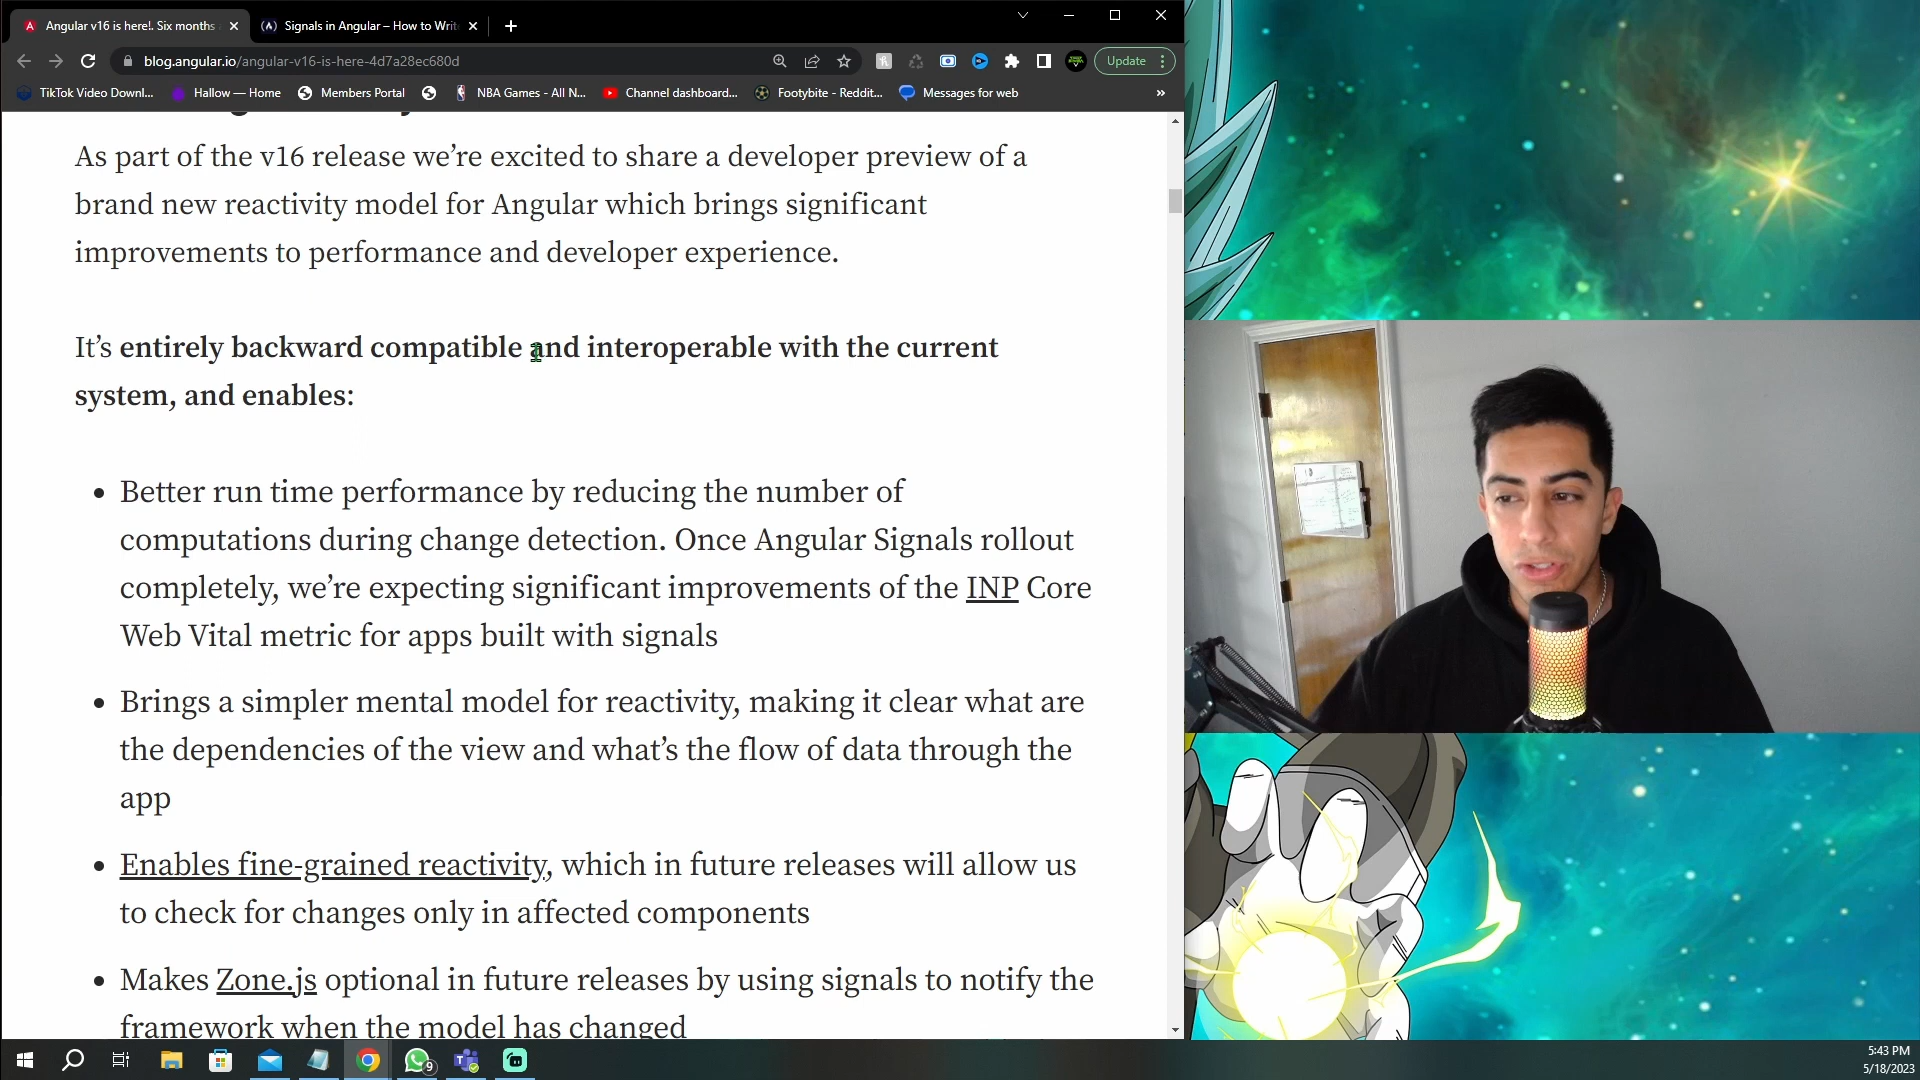 Angular v16 is here!. Six months
Signals in Angular – How to Write
blog.angular.io/angular-v16-is-here-4d7a28ec680d
Update
TikTok Video Downl...
Hallow — Home
Members Portal
NBA Games - All N...
Channel dashboard...
Footybite - Reddit...
Messages for web
»
As part of the v16 release we’re excited to share a developer preview of a
brand new reactivity model for Angular which brings significant
improvements to performance and developer experience.
It’s entirely backward compatible and interoperable with the current
system, and enables:
• Better run time performance by reducing the number of
computations during change detection. Once Angular Signals rollout
completely, we’re expecting significant improvements of the INP Core
Web Vital metric for apps built with signals
• Brings a simpler mental model for reactivity, making it clear what are
the dependencies of the view and what’s the flow of data through the
app
• Enables fine-grained reactivity, which in future releases will allow us
to check for changes only in affected components
• Makes Zone.js optional in future releases by using signals to notify the
framework when the model has changed
9
5:43 PM
5/18/2023